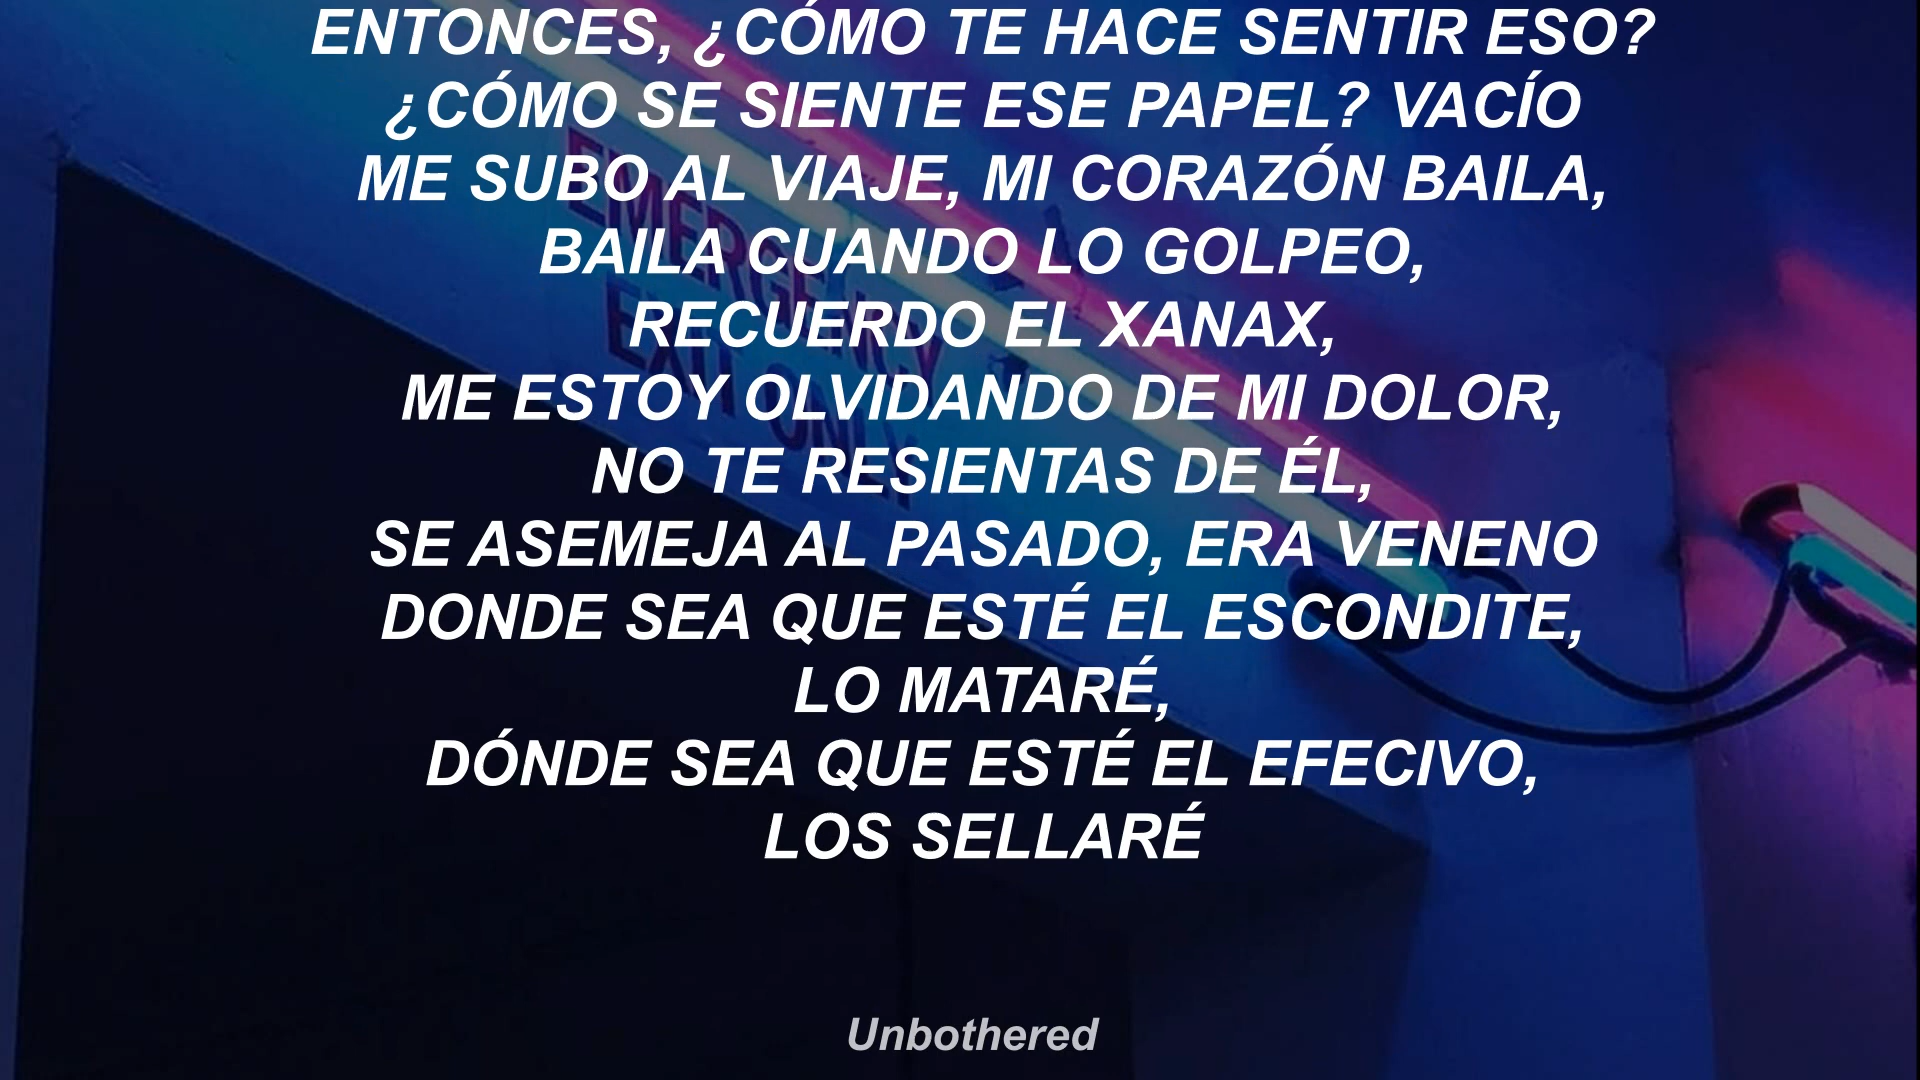 ENTONCES, ¿CÓMO TE HACE SENTIR ESO?
¿CÓMO SE SIENTE ESE PAPEL? VACÍO
ME SUBO AL VIAJE, MI CORAZÓN BAILA,
BAILA CUANDO LO GOLPEO,
RECUERDO EL XANAX,
ME ESTOY OLVIDANDO DE MI DOLOR,
NO TE RESIENTAS DE ÉL,
SE ASEMEJA AL PASADO, ERA VENENO
DONDE SEA QUE ESTÉ EL ESCONDITE,
LO MATARÉ,
DÓNDE SEA QUE ESTÉ EL EFECIVO,
LOS SELLARÉ
EMERGENCY
EXIT ONLY
Unbothered